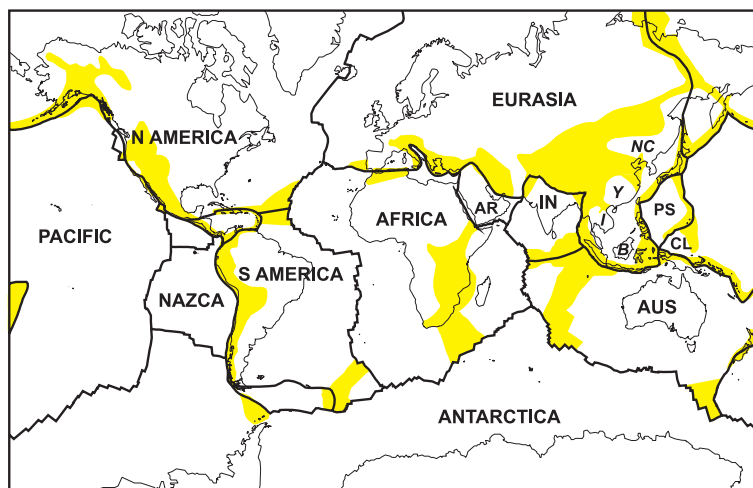 EURASIA
N AMERICA
NC
Y
IN
AR
PS
AFRICA
PACIFIC
CL
B
S AMERICA
NAZCA
AUS
ANTARCTICA